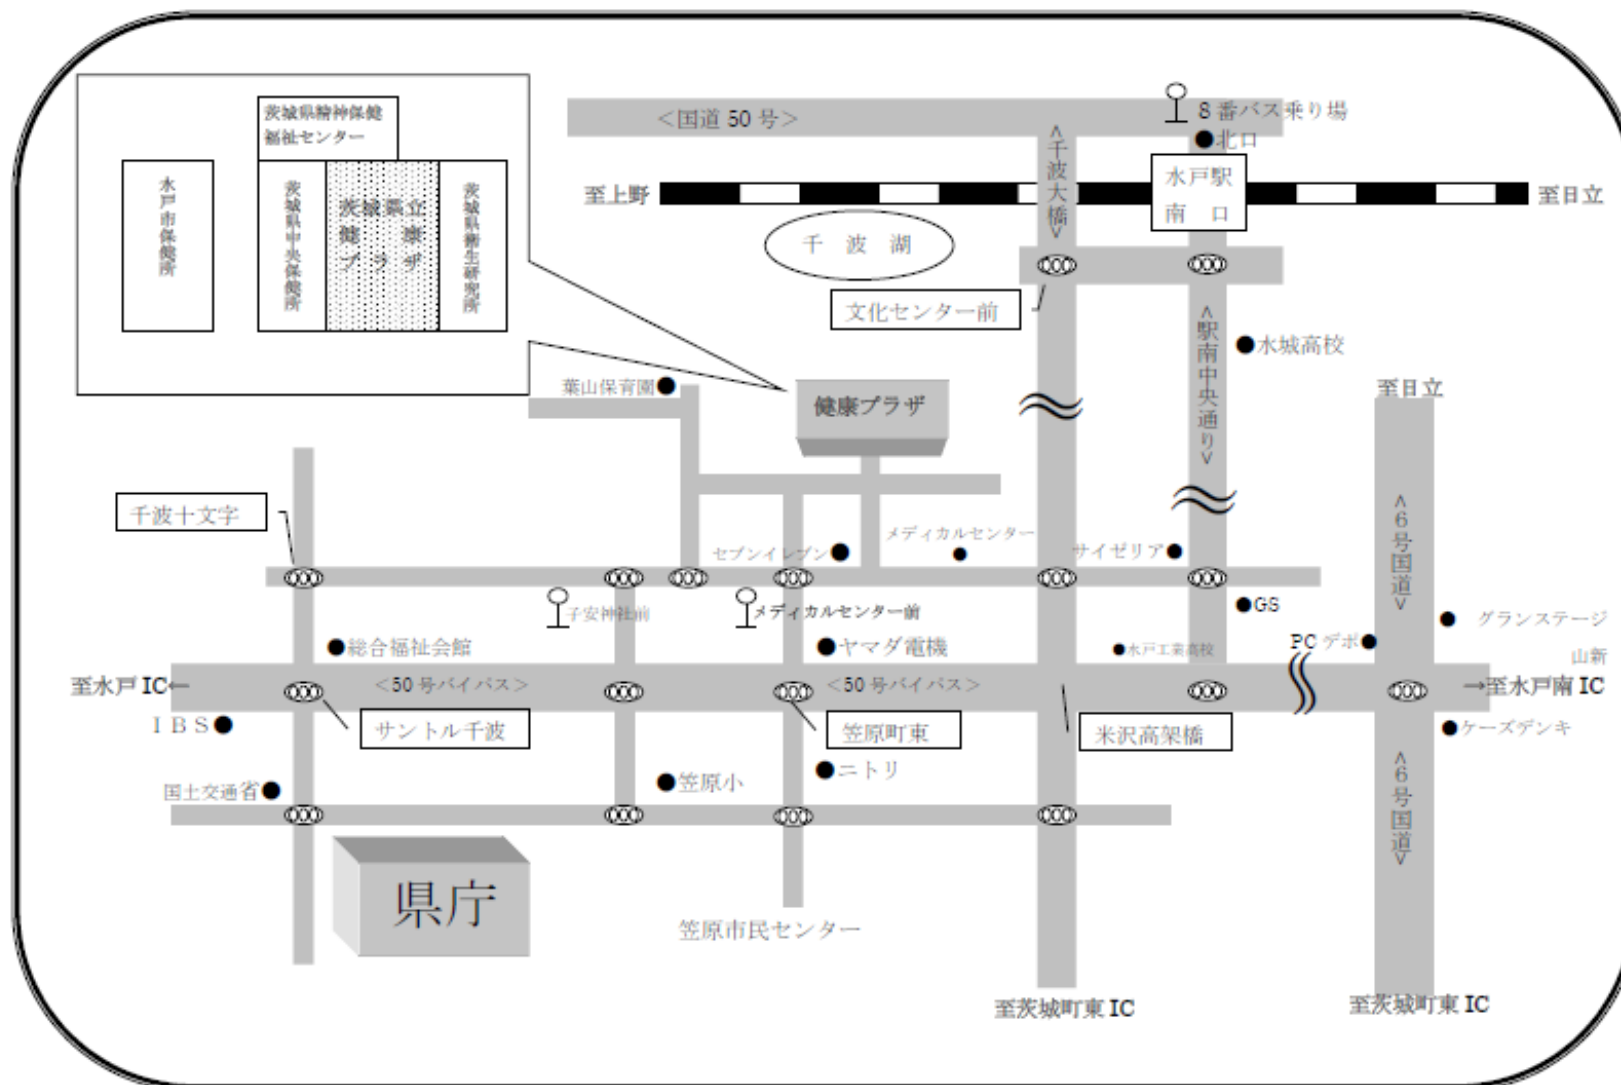 茨城県精神保健
福祉センター
水戸市保健所
茨城県中央保健所
茨城県立
健康
プラザ
茨城県衛生研究所
＜国道 50 号＞
８番バス乗り場
●北口
＜千波大橋＞
至上野
水戸駅
南　口
至日立
千　波　湖
文化センター前
＜駅南中央通り＞
●水城高校
葉山保育園●
健康プラザ
至日立
千波十文字
セブンイレブン●
メディカルセンター
●
サイゼリア●
＜６号国道＞
子安神社前
メディカルセンター前
●GS
●グランステージ
山新
●総合福祉会館
●ヤマダ電機
●水戸工業高校
PC デポ●
至水戸 IC←
＜50 号バイパス＞
＜50 号バイパス＞
→至水戸南 IC
ＩＢＳ●
サントル千波
笠原町東
米沢高架橋
●ケーズデンキ
国土交通省●
●笠原小
●ニトリ
＜６号国道＞
県庁
笠原市民センター
至茨城町東 IC
至茨城町東 IC